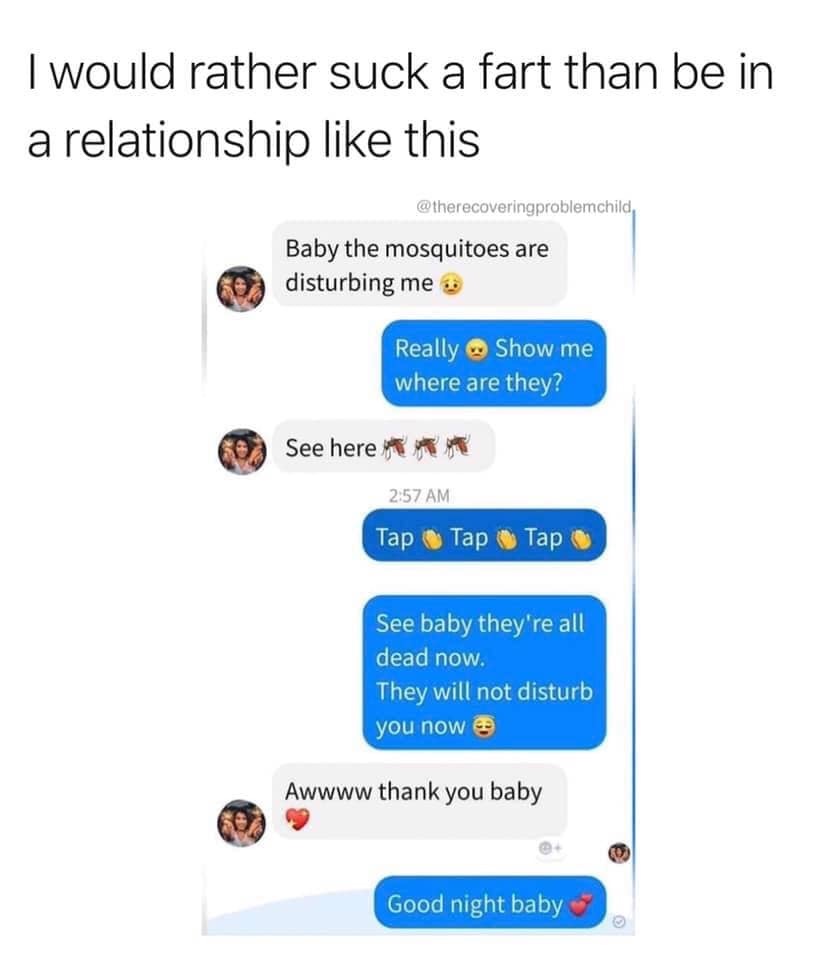 I would rather suck a fart than be in
a relationship like this
@therecoveringproblemchild
Baby the mosquitoes are
disturbing me 😥
Really 😠 Show me
where are they?
See here 🦟 🦟 🦟
2:57 AM
Tap 👏 Tap 👏 Tap 👏
See baby they're all
dead now.
They will not disturb
you now 😇
Awwww thank you baby
💖
Good night baby 💕